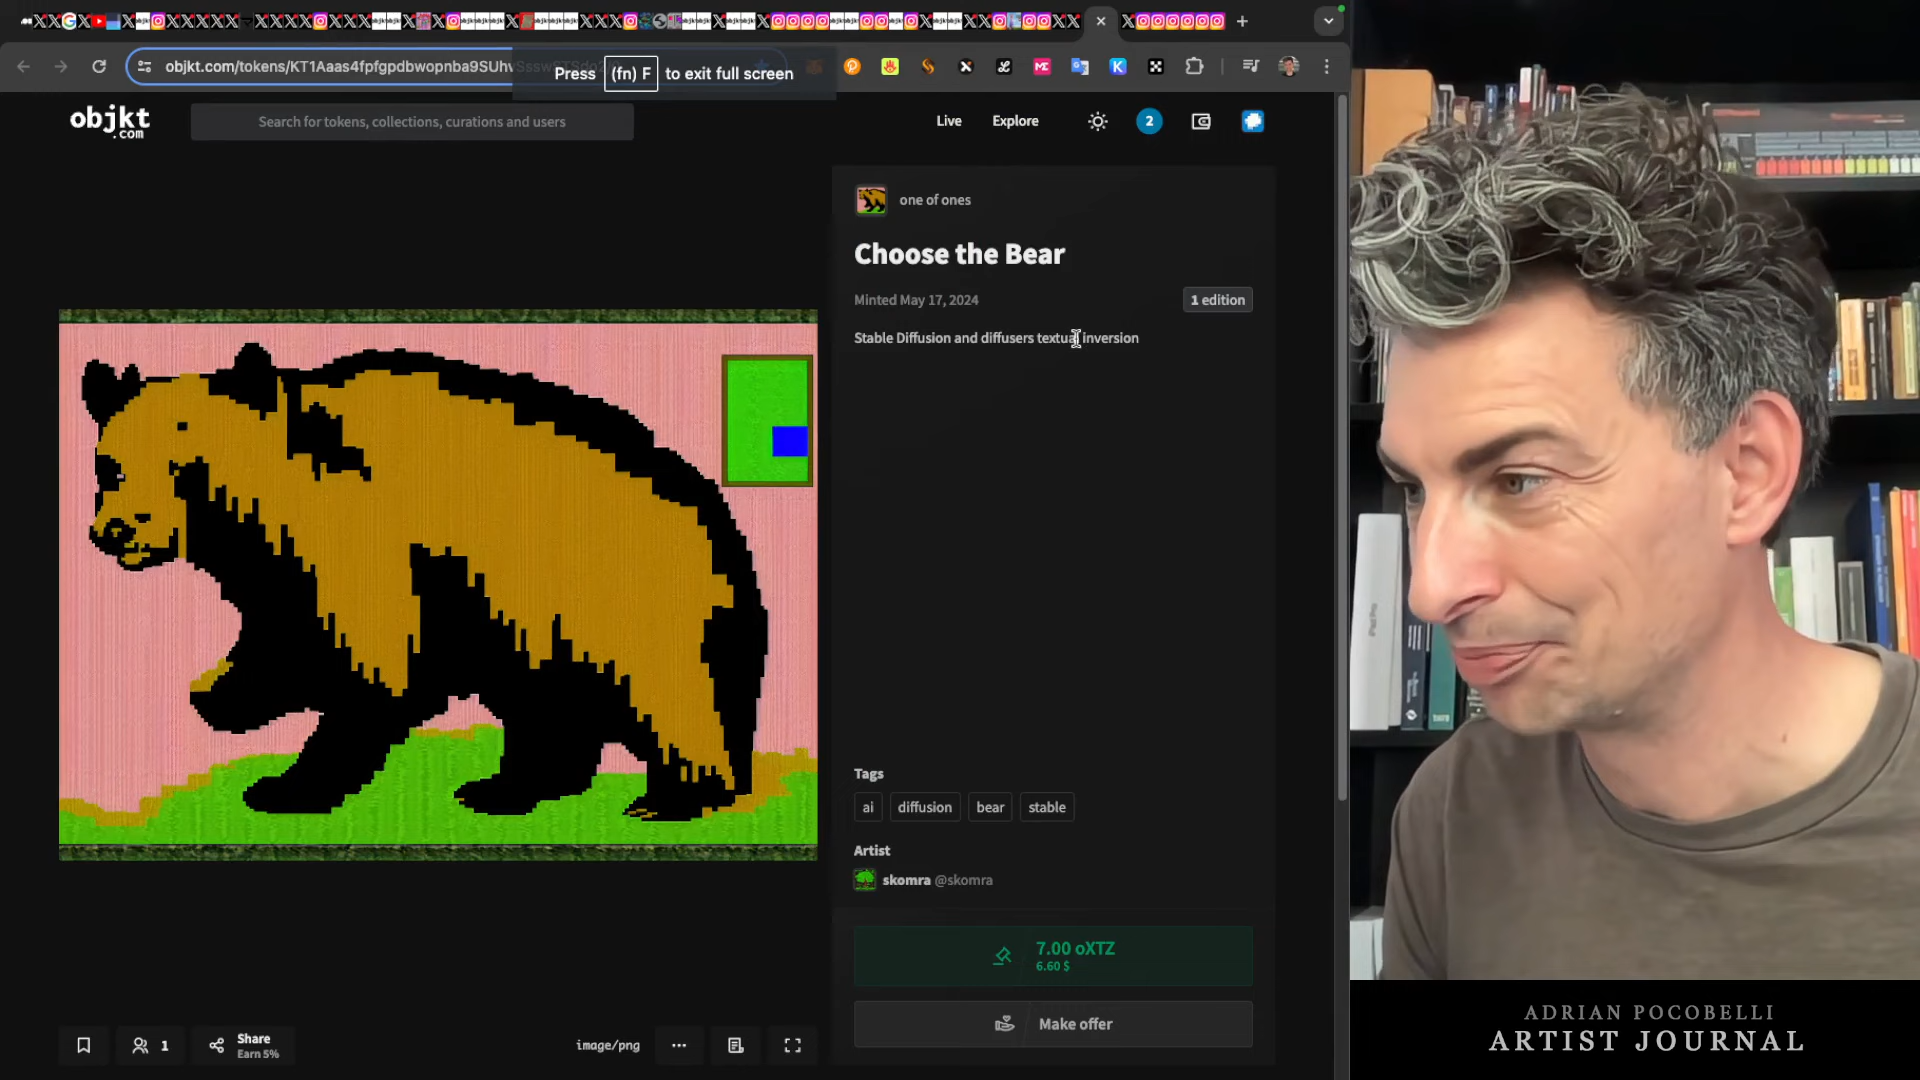 objkt.com/tokens/KT1Aaas4fpfgpdbwopnba9SUh
Press (fn) F to exit full screen
objkt
.com
Search for tokens, collections, curations and users
Live
Explore
2
one of ones
Choose the Bear
Minted May 17, 2024
1 edition
Stable Diffusion and diffusers textual inversion
Tags
ai
diffusion
bear
stable
Artist
skomra @skomra
7.00 oXTZ
6.60 $
Make offer
1
Share
Earn 5%
image/png
ADRIAN POCOBELLI
ARTIST JOURNAL